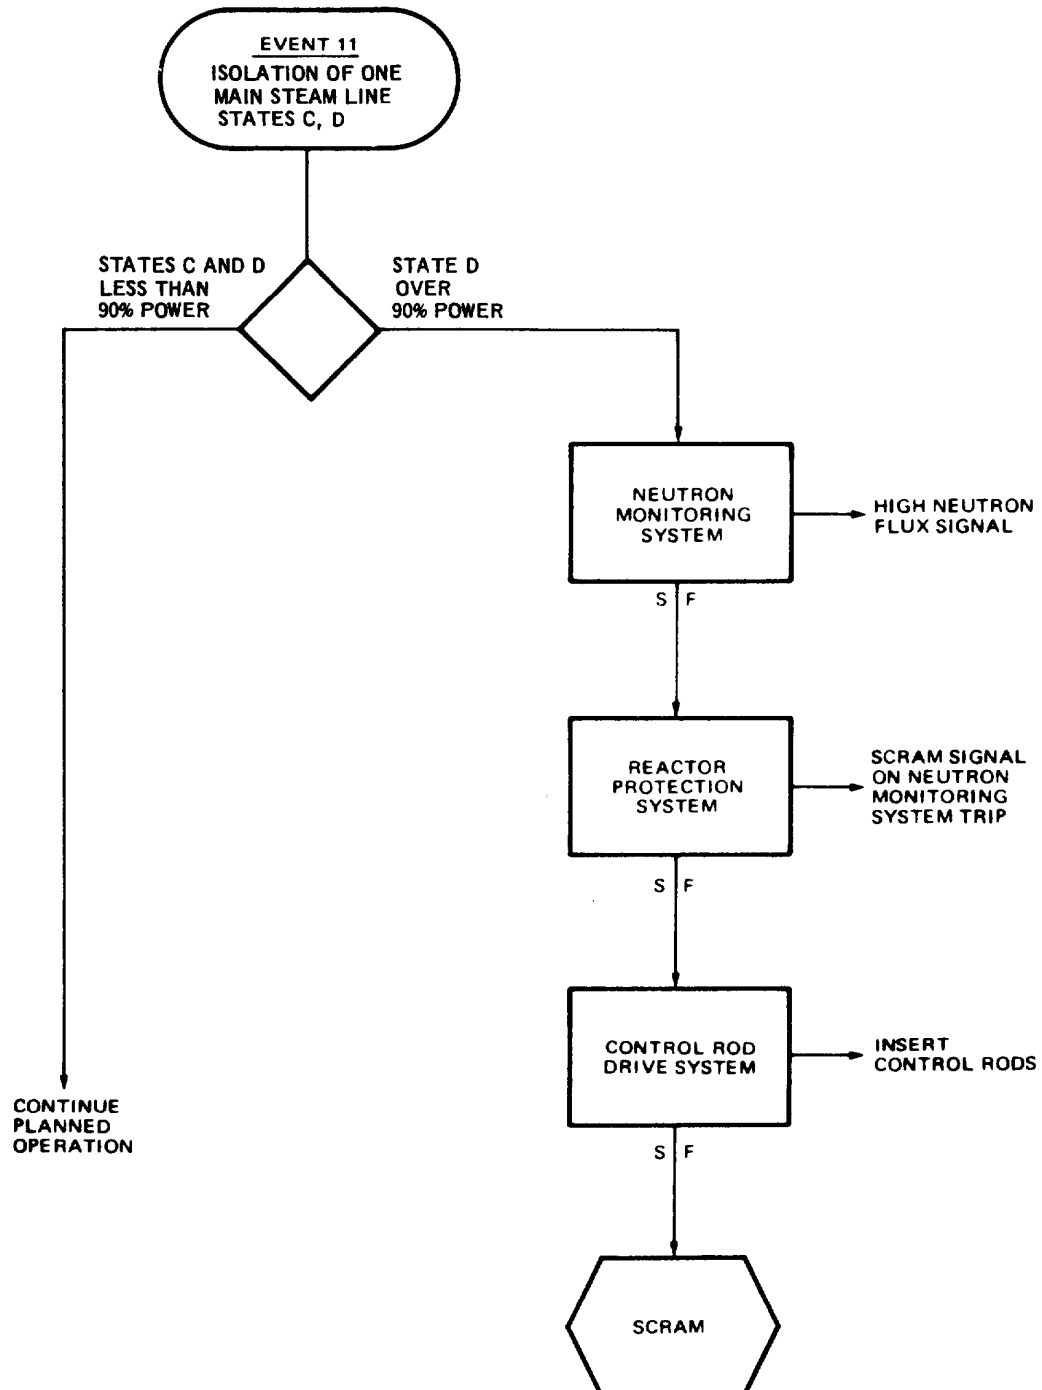 EVENT 11
ISOLATION OF ONE
MAIN STEAM LINE
STATES C, D
STATES C AND D
LESS THAN
90% POWER
STATE D
OVER
90% POWER
NEUTRON
MONITORING
SYSTEM
HIGH NEUTRON
FLUX SIGNAL
S F
REACTOR
PROTECTION
SYSTEM
SCRAM SIGNAL
ON NEUTRON
MONITORING
SYSTEM TRIP
S F
CONTROL ROD
DRIVE SYSTEM
INSERT
CONTROL RODS
CONTINUE
PLANNED
OPERATION
S F
SCRAM